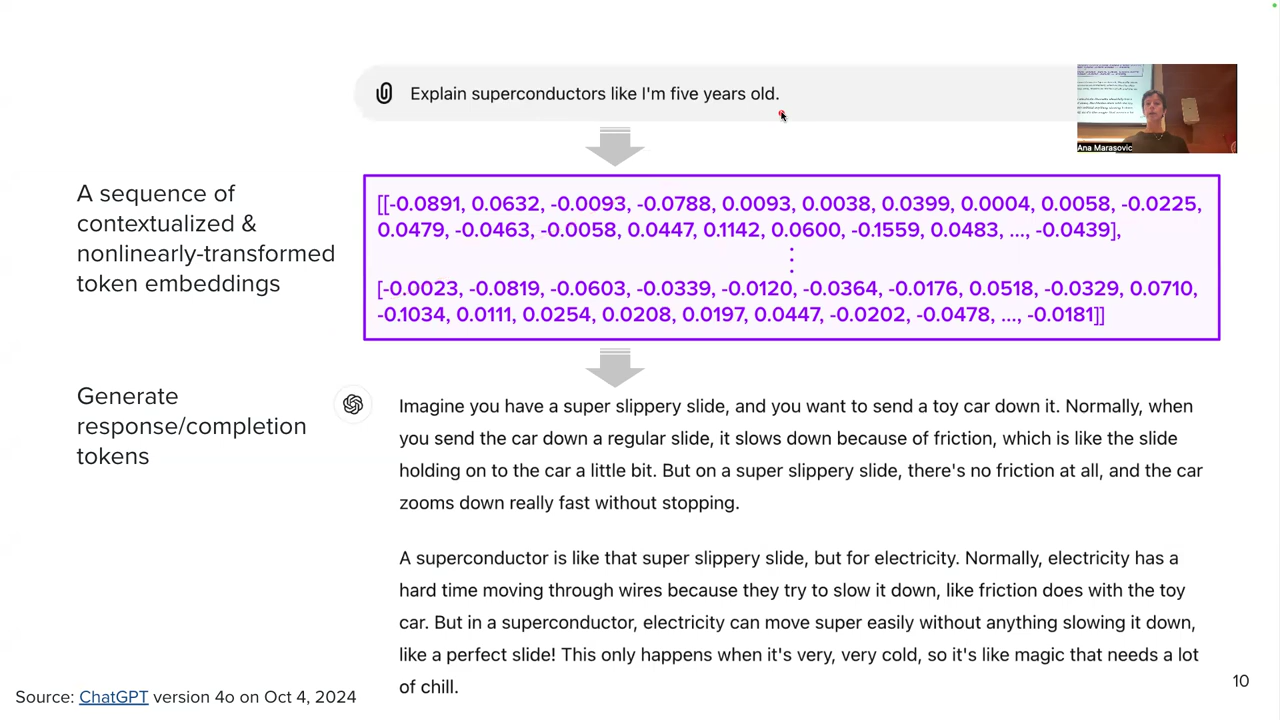 Explain superconductors like I'm five years old.
Ana Marasovic
A sequence of
contextualized &
nonlinearly-transformed
token embeddings
[[-0.0891, 0.0632, -0.0093, -0.0788, 0.0093, 0.0038, 0.0399, 0.0004, 0.0058, -0.0225,
0.0479, -0.0463, -0.0058, 0.0447, 0.1142, 0.0600, -0.1559, 0.0483, ..., -0.0439],
[-0.0023, -0.0819, -0.0603, -0.0339, -0.0120, -0.0364, -0.0176, 0.0518, -0.0329, 0.0710,
-0.1034, 0.0111, 0.0254, 0.0208, 0.0197, 0.0447, -0.0202, -0.0478, ..., -0.0181]]
Generate
response/completion
tokens
Imagine you have a super slippery slide, and you want to send a toy car down it. Normally, when
you send the car down a regular slide, it slows down because of friction, which is like the slide
holding on to the car a little bit. But on a super slippery slide, there's no friction at all, and the car
zooms down really fast without stopping.
A superconductor is like that super slippery slide, but for electricity. Normally, electricity has a
hard time moving through wires because they try to slow it down, like friction does with the toy
car. But in a superconductor, electricity can move super easily without anything slowing it down,
like a perfect slide! This only happens when it's very, very cold, so it's like magic that needs a lot
of chill.
Source: ChatGPT version 4o on Oct 4, 2024
10